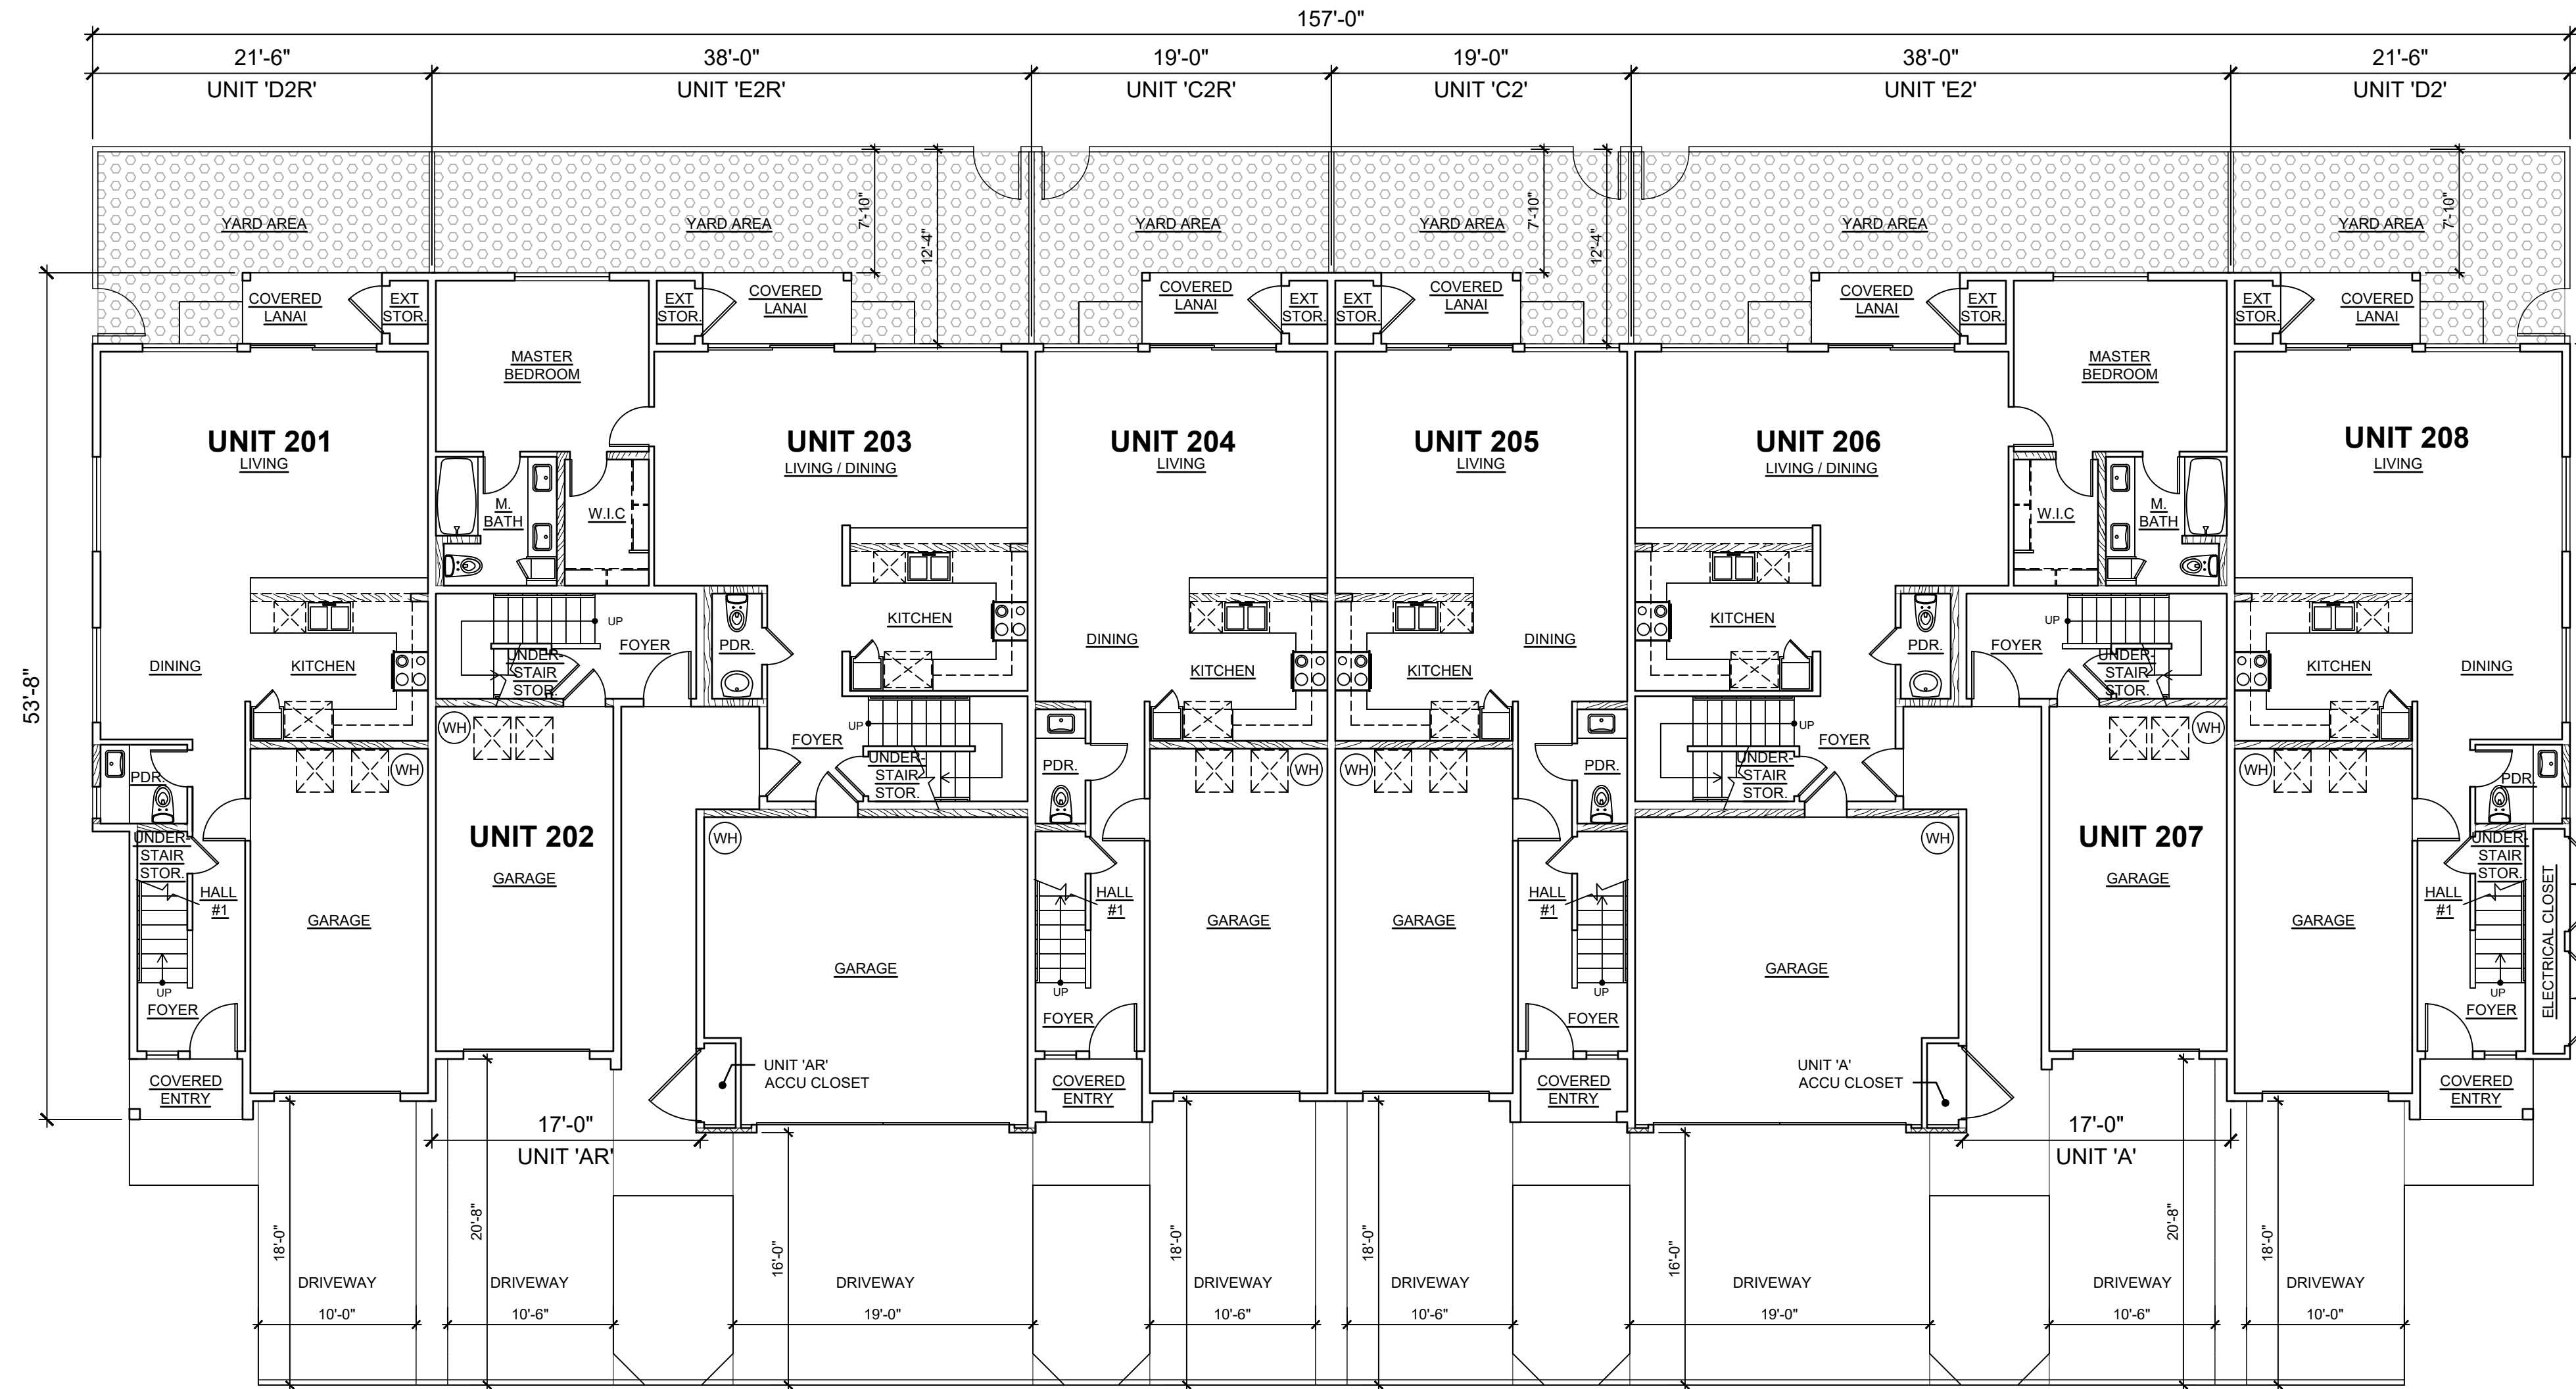 157'-0"
21'-6"
38'-0"
19'-0"
19'-0"
38'-0"
21'-6"
UNIT 'D2R'
UNIT 'E2R'
UNIT 'C2R'
UNIT 'C2'
UNIT 'E2'
UNIT 'D2'
YARD AREA
YARD AREA
7'-10"
12'-4"
YARD AREA
YARD AREA
7'-10"
12'-4"
YARD AREA
YARD AREA
7'-10"
53'-8"
COVERED
LANAI
EXT
STOR.
EXT
STOR.
COVERED
LANAI
COVERED
LANAI
EXT
STOR.
EXT
STOR.
COVERED
LANAI
COVERED
LANAI
EXT
STOR.
EXT
STOR.
COVERED
LANAI
MASTER
BEDROOM
MASTER
BEDROOM
UNIT 201
LIVING
UNIT 203
LIVING / DINING
UNIT 204
LIVING
UNIT 205
LIVING
UNIT 206
LIVING / DINING
UNIT 208
LIVING
M.
BATH
W.I.C
W.I.C
M.
BATH
DINING
KITCHEN
UP
UNDER-
STAIR
STOR.
FOYER
PDR.
KITCHEN
DINING
KITCHEN
KITCHEN
DINING
KITCHEN
PDR.
FOYER
UP
UNDER-
STAIR
STOR.
KITCHEN
DINING
WH
WH
PDR.
UP
FOYER
UNDER-
STAIR
STOR.
PDR.
WH
WH
PDR.
UP
FOYER
UNDER-
STAIR
STOR.
WH
WH
PDR.
UNDER-
STAIR
STOR.
HALL
#1
UP
FOYER
GARAGE
UNIT 202
GARAGE
WH
GARAGE
HALL
#1
UP
FOYER
GARAGE
GARAGE
HALL
#1
UP
FOYER
WH
GARAGE
UNIT 207
GARAGE
GARAGE
UNDER-
STAIR
STOR.
HALL
#1
UP
FOYER
ELECTRICAL CLOSET
COVERED
ENTRY
UNIT 'AR'
ACCU CLOSET
COVERED
ENTRY
COVERED
ENTRY
UNIT 'A'
ACCU CLOSET
COVERED
ENTRY
17'-0"
UNIT 'AR'
17'-0"
UNIT 'A'
18'-0"
20'-8"
16'-0"
18'-0"
18'-0"
16'-0"
20'-8"
18'-0"
DRIVEWAY
DRIVEWAY
DRIVEWAY
DRIVEWAY
DRIVEWAY
DRIVEWAY
DRIVEWAY
DRIVEWAY
10'-0"
10'-6"
19'-0"
10'-6"
10'-6"
19'-0"
10'-6"
10'-0"